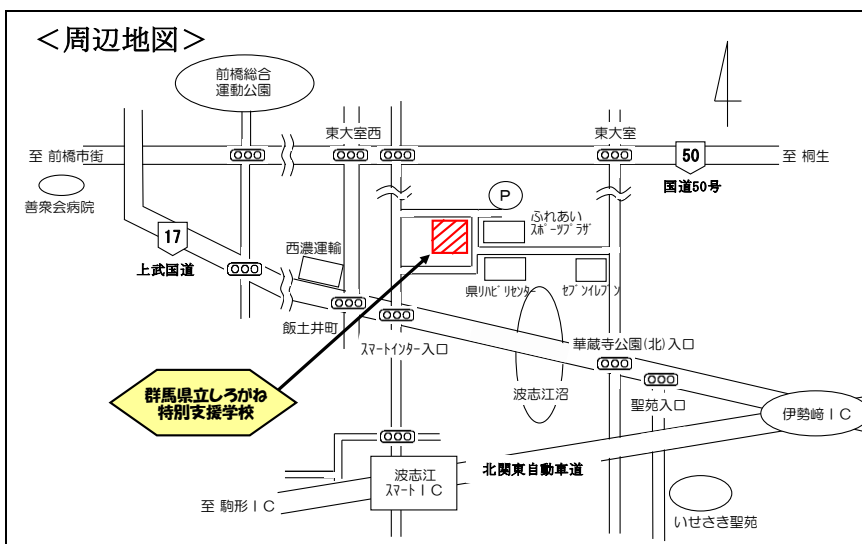 ＜周辺地図＞
前橋総合
運動公園
東大室西
東大室
至 前橋市街
50
至 桐生
国道50号
善衆会病院
P
ふれあい
ｽﾎﾟｰﾂﾌﾟﾗｻﾞ
17
上武国道
西濃運輸
県ﾘﾊﾋﾞﾘｾﾝﾀｰ
ｾﾌﾞﾝｲﾚﾌﾞﾝ
飯土井町
ｽﾏｰﾄｲﾝﾀｰ入口
華蔵寺公園(北)入口
群馬県立しろがね
特別支援学校
波志江沼
聖苑入口
伊勢﨑ＩＣ
波志江
ｽﾏｰﾄＩＣ
北関東自動車道
至 駒形ＩＣ
いせさき聖苑